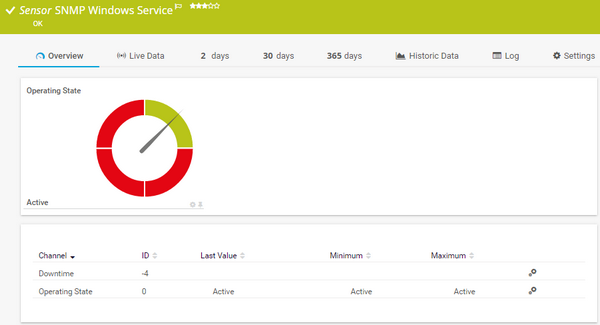 Sensor SNMP Windows Service
OK
Overview Live Data 2 days 30 days 365 days Historic Data Log Settings
Operating State
Active
Channel ID Last Value Minimum Maximum
Downtime -4
Operating State 0 Active Active Active